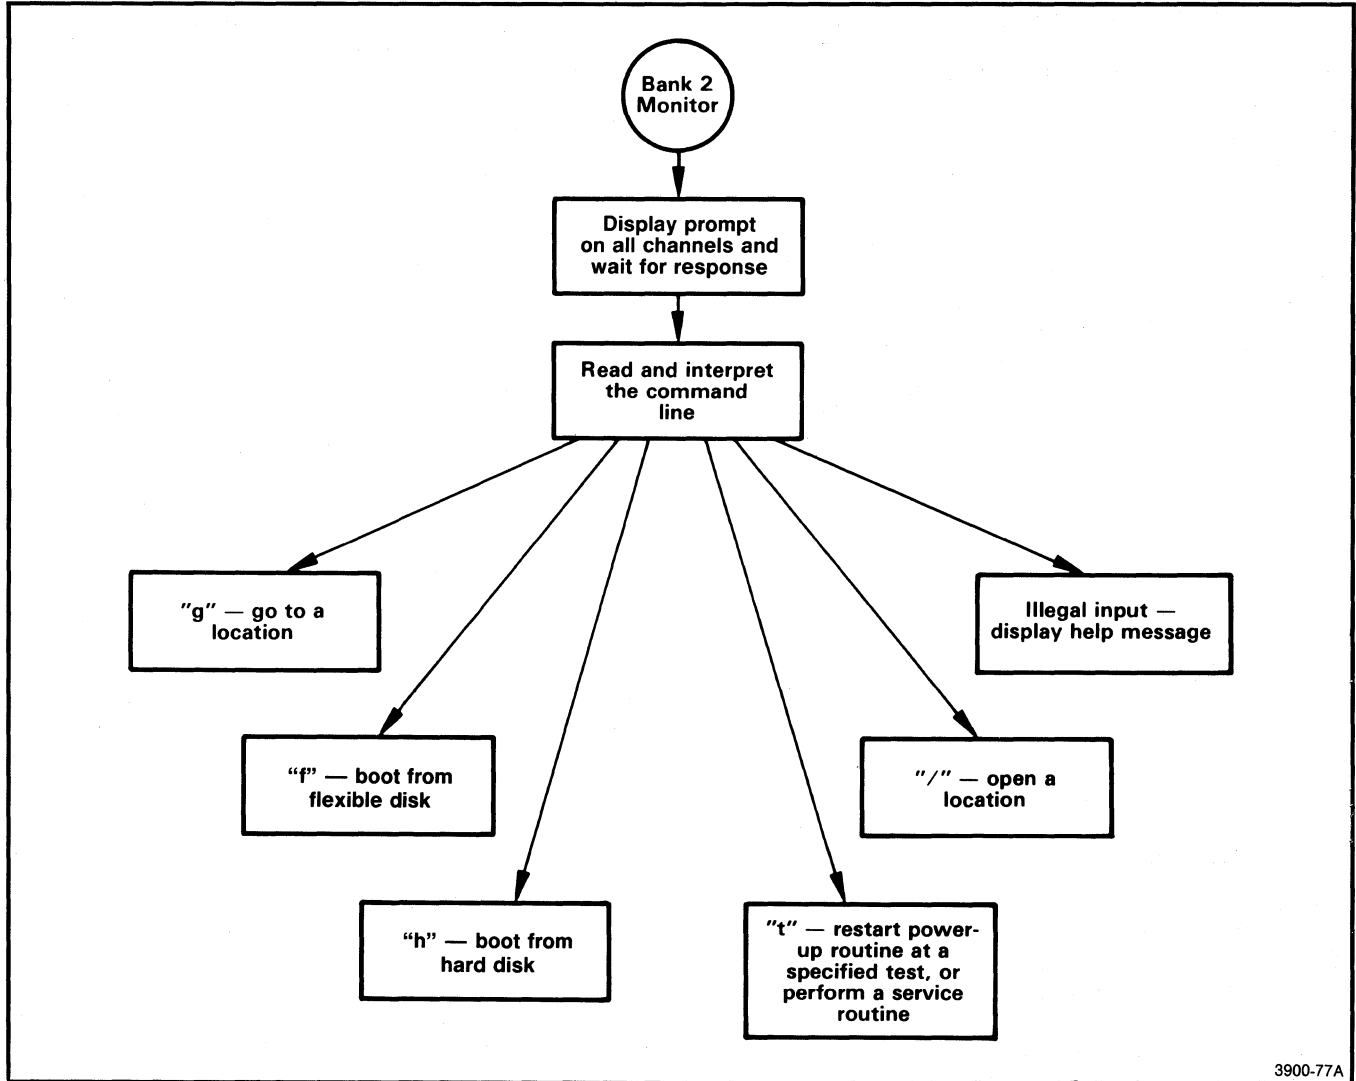 Bank 2
Monitor
Display prompt
on all channels and
wait for response
Read and interpret
the command
line
"g" — go to a
location
Illegal input —
display help message
“f” — boot from
flexible disk
"/" — open a
location
“h” — boot from
hard disk
"t" — restart power-
up routine at a
specified test, or
perform a service
routine
3900-77A